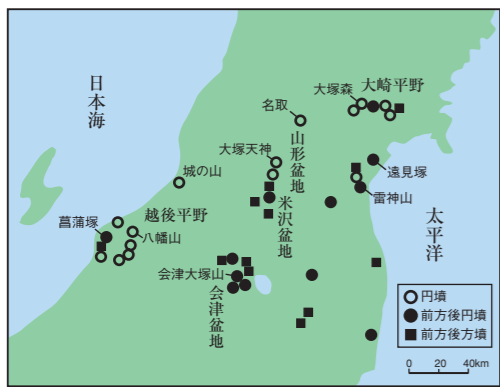 日本海
大塚森
大崎平野
名取
山形盆地
大塚天神
遠見塚
城の山
雷神山
米沢盆地
太平洋
菖蒲塚
越後平野
八幡山
会津大塚山
会津盆地
円墳
前方後円墳
前方後方墳
0 20 40km